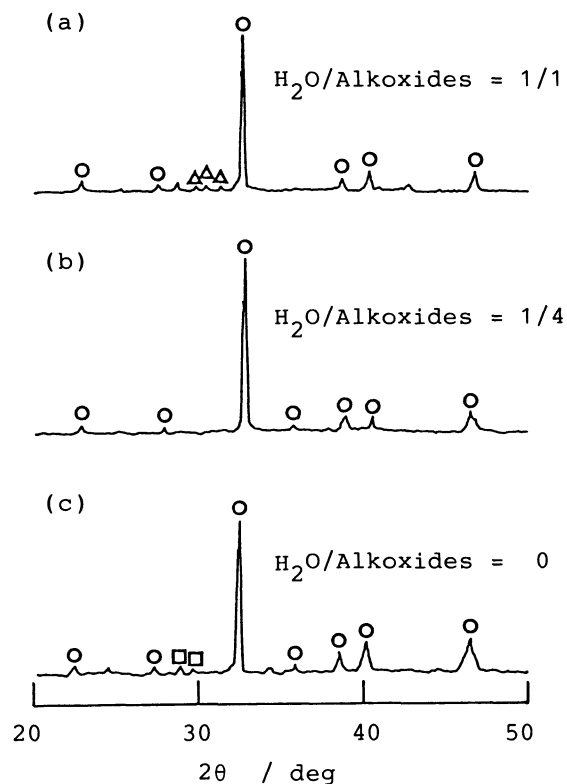 (a)
H₂O/Alkoxides = 1/1
(b)
H₂O/Alkoxides = 1/4
(c)
H₂O/Alkoxides = 0
20 30 40 50
2θ / deg